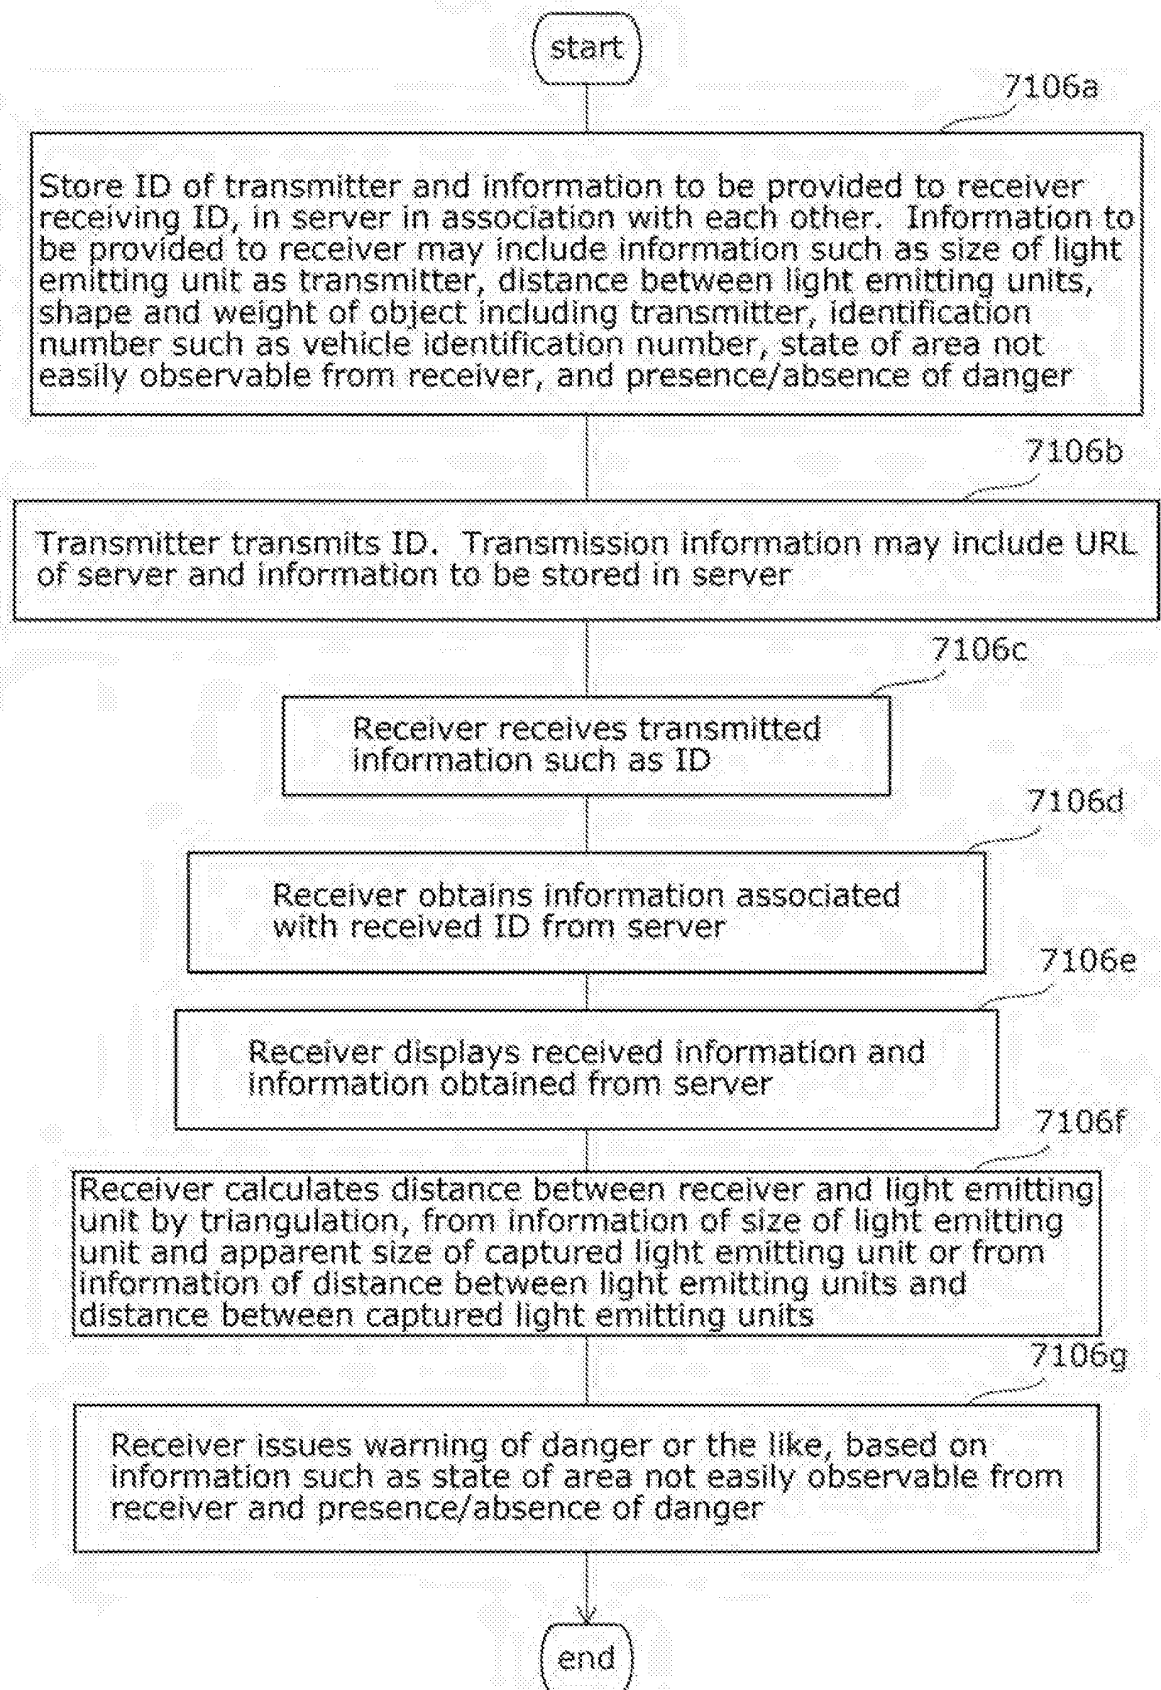 start
7106a
Store ID of transmitter and information to be provided to receiver
receiving ID, in server in association with each other. Information to
be provided to receiver may include information such as size of light
emitting unit as transmitter, distance between light emitting units,
shape and weight of object including transmitter, identification
number such as vehicle identification number, state of area not
easily observable from receiver, and presence/absence of danger
7106b
Transmitter transmits ID. Transmission information may include URL
of server and information to be stored in server
7106c
Receiver receives transmitted
information such as ID
7106d
Receiver obtains information associated
with received ID from server
7106e
Receiver displays received information and
information obtained from server
7106f
Receiver calculates distance between receiver and light emitting
unit by triangulation, from information of size of light emitting
unit and apparent size of captured light emitting unit or from
information of distance between light emitting units and
distance between captured light emitting units
7106g
Receiver issues warning of danger or the like, based on
information such as state of area not easily observable from
receiver and presence/absence of danger
end